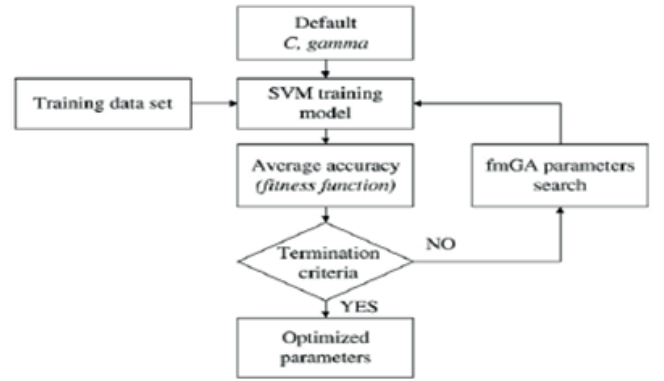 Default
C, gamma
Training data set
SVM training
model
Average accuracy
(fitness function)
fmGA parameters
search
Termination
criteria
NO
YES
Optimized
parameters